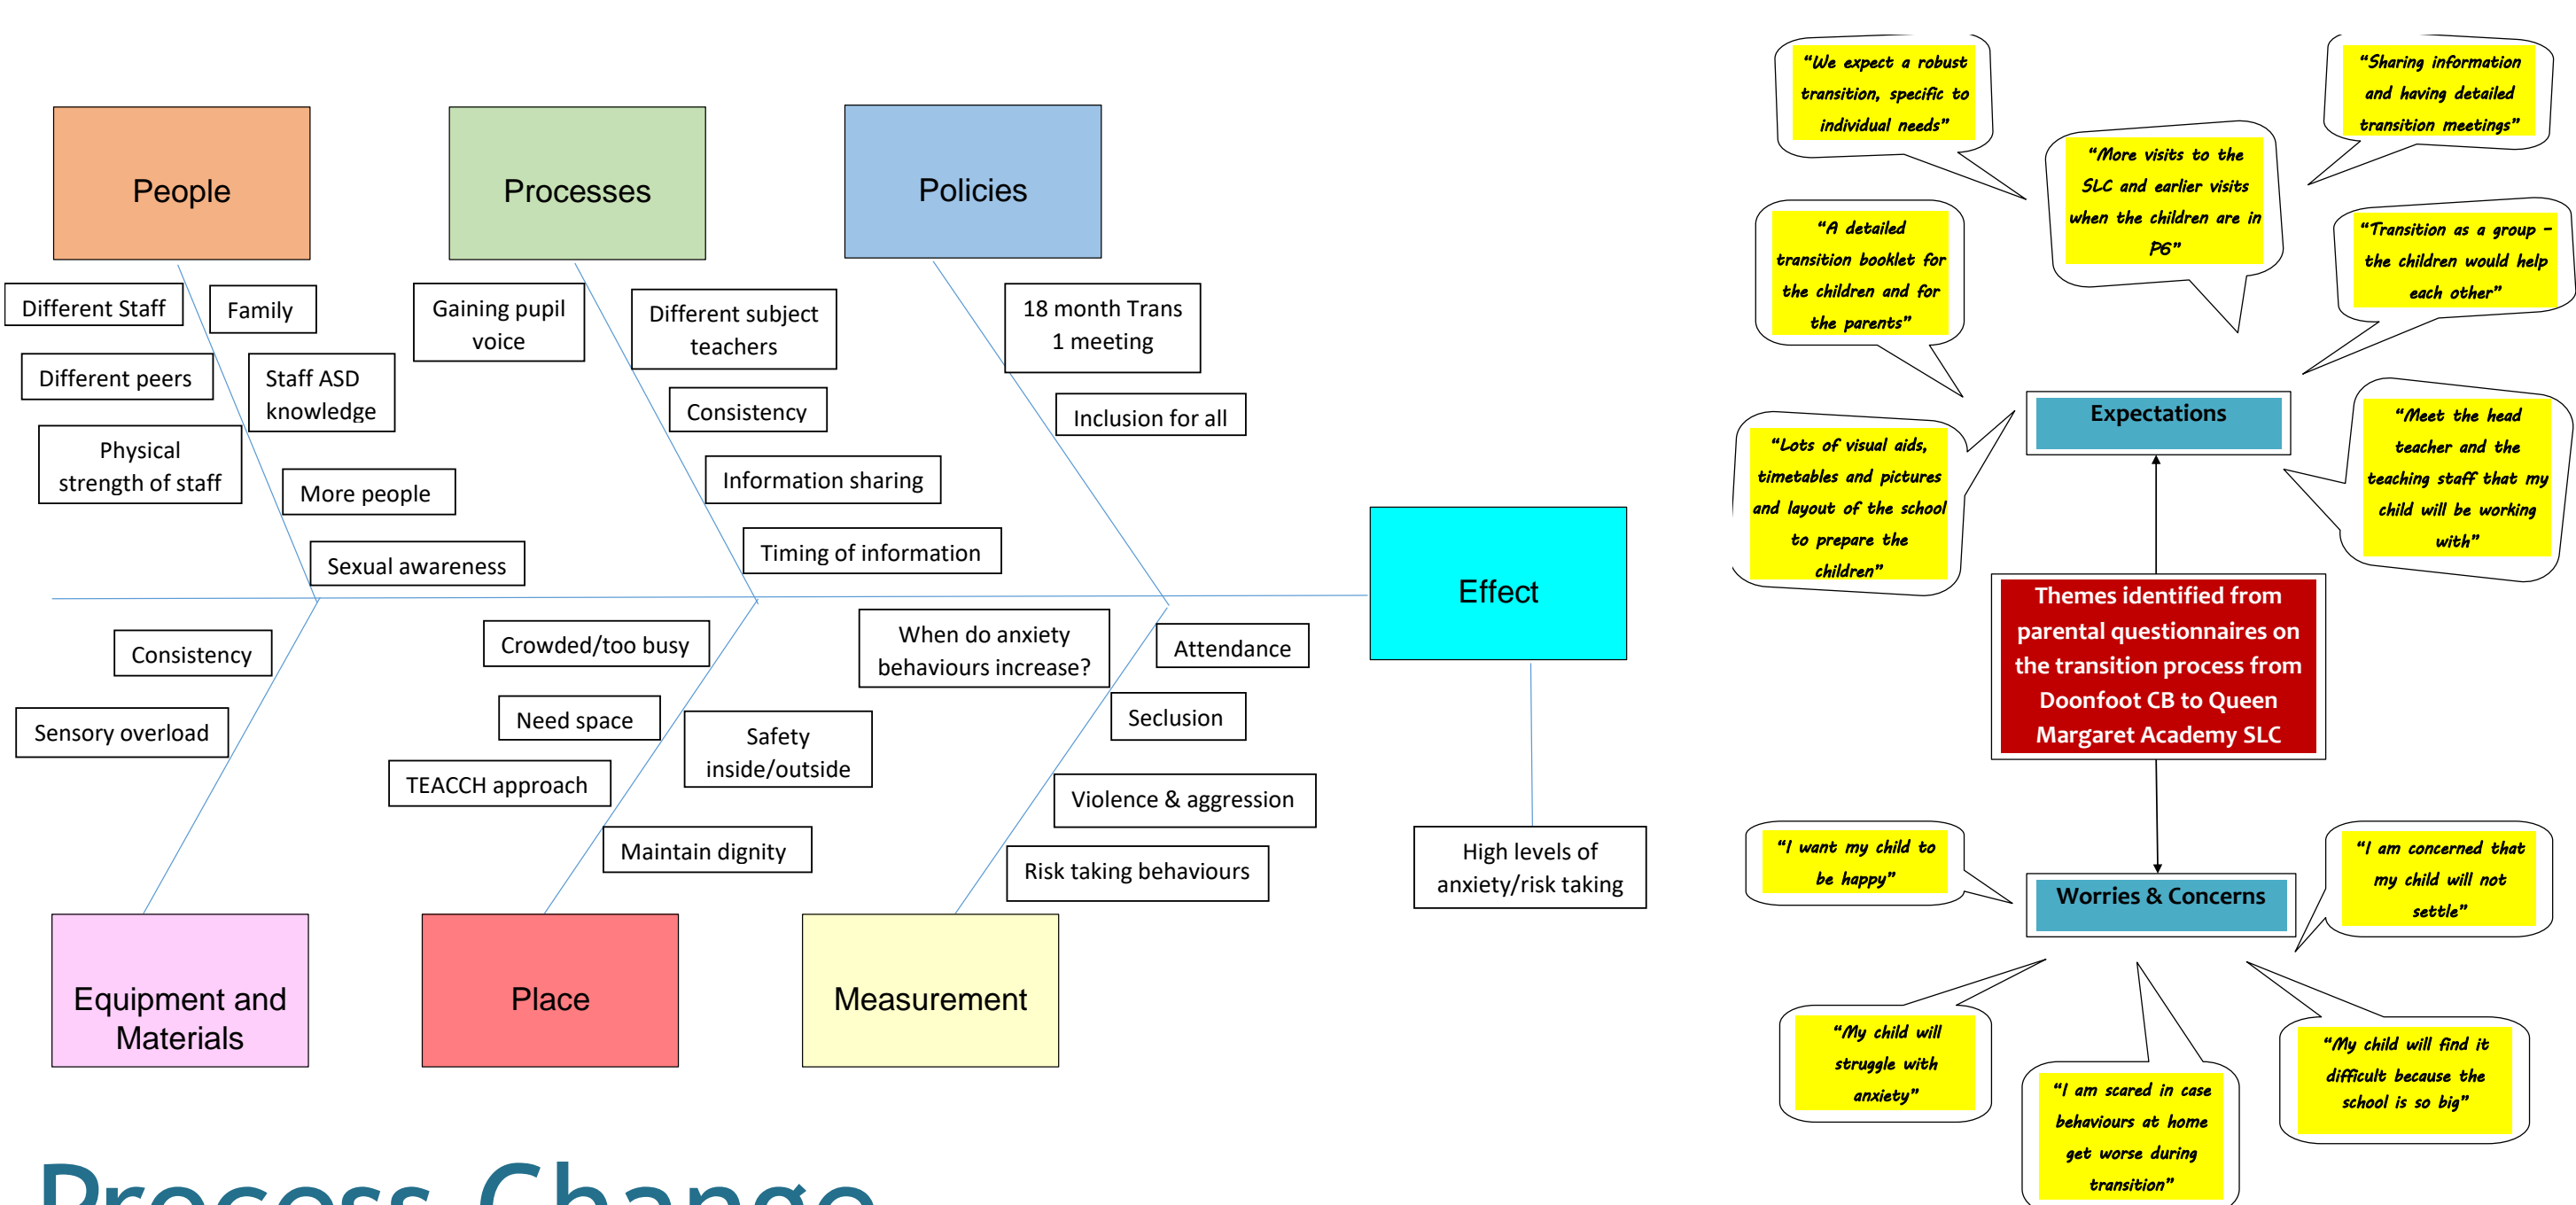 People
Processes
Policies
Different Staff
Family
Different peers
Staff ASD
knowledge
Physical
strength of staff
More people
Sexual awareness
Gaining pupil
voice
Different subject
teachers
Consistency
Information sharing
Timing of information
18 month Trans
1 meeting
Inclusion for all
Effect
High levels of
anxiety/risk taking
Consistency
Sensory overload
Crowded/too busy
Need space
Safety
inside/outside
TEACCH approach
Maintain dignity
When do anxiety
behaviours increase?
Attendance
Seclusion
Violence & aggression
Risk taking behaviours
Equipment and
Materials
Place
Measurement
Process Change
“We expect a robust
transition, specific to
individual needs”
“Sharing information
and having detailed
transition meetings”
“More visits to the
SLC and earlier visits
when the children are in
P6”
“A detailed
transition booklet for
the children and for
the parents”
“Transition as a group –
the children would help
each other”
“Lots of visual aids,
timetables and pictures
and layout of the school
to prepare the
children”
Expectations
“Meet the head
teacher and the
teaching staff that my
child will be working
with”
Themes identified from
parental questionnaires on
the transition process from
Doonfoot CB to Queen
Margaret Academy SLC
“I want my child to
be happy”
Worries & Concerns
“I am concerned that
my child will not
settle”
“My child will
struggle with
anxiety”
“I am scared in case
behaviours at home
get worse during
transition”
“My child will find it
difficult because the
school is so big”